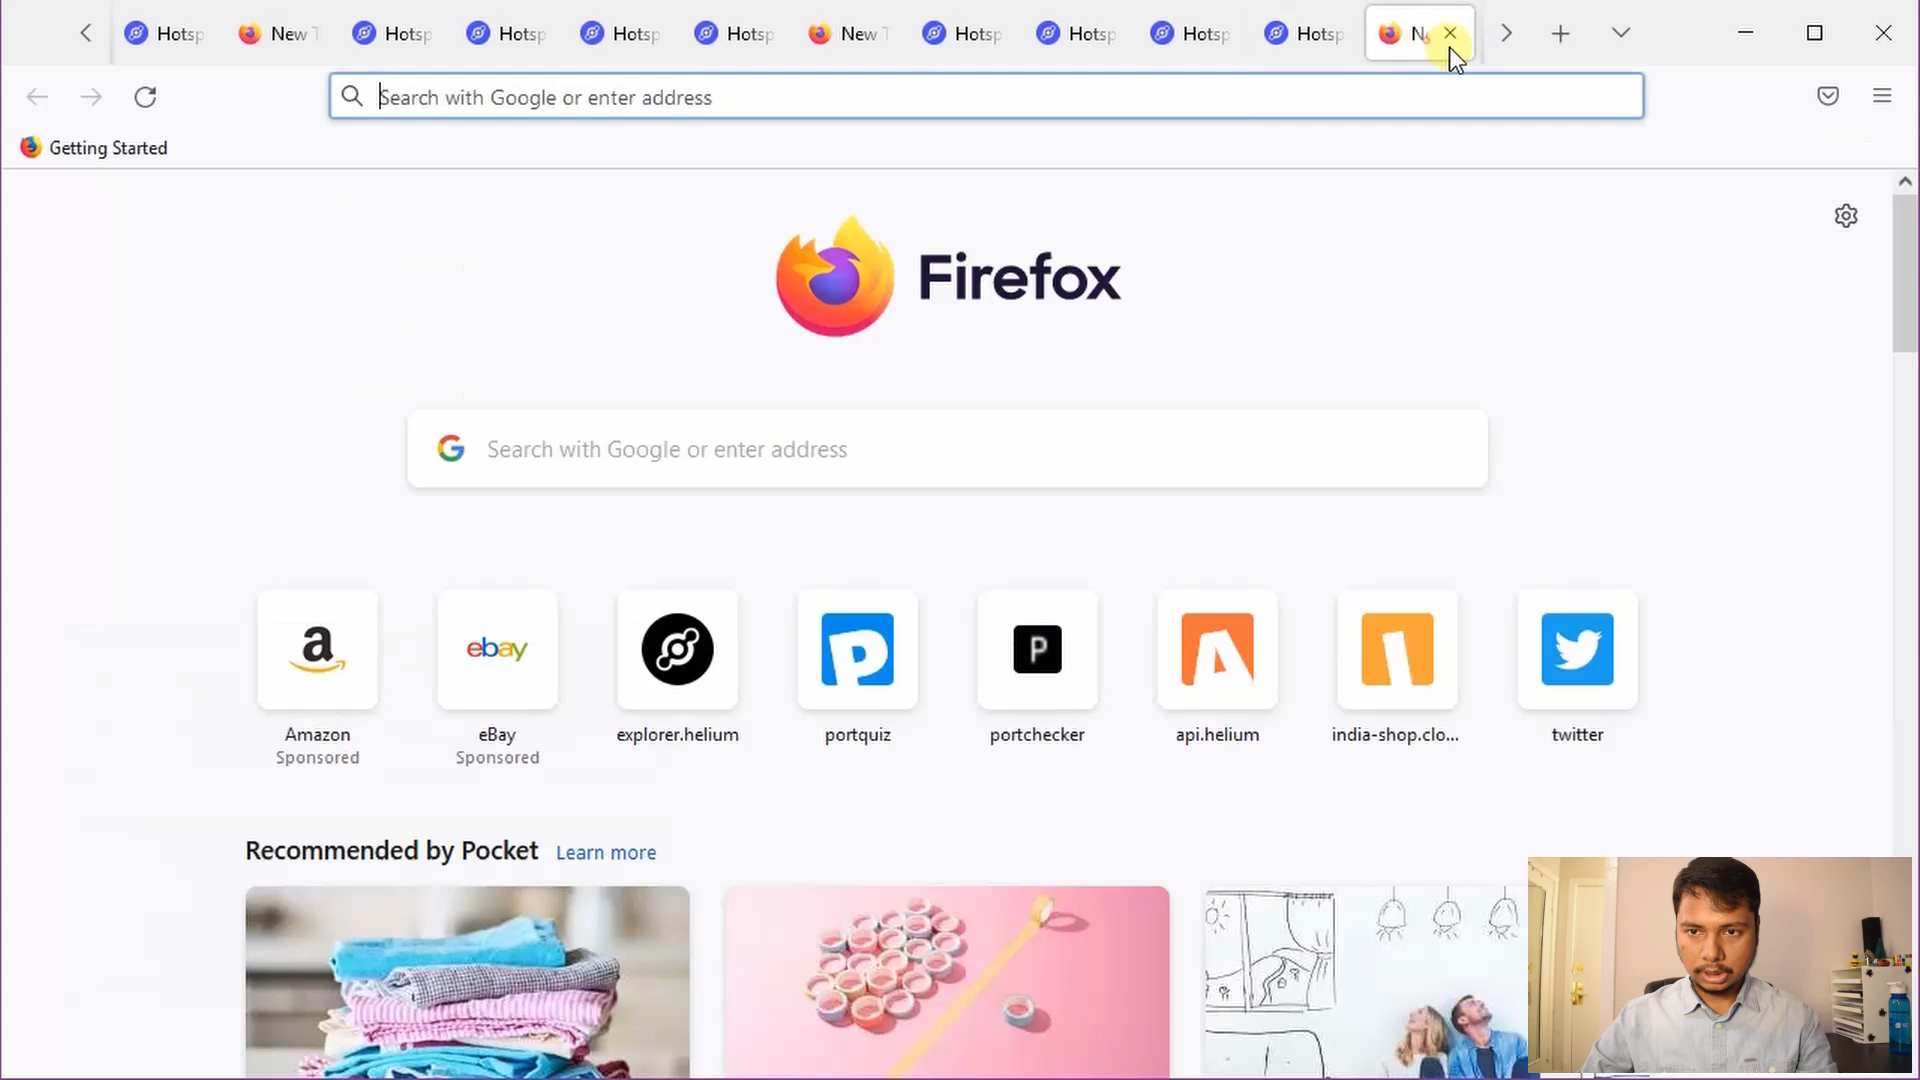 Hotsp
New T
Hotsp
Hotsp
Hotsp
Hotsp
New T
Hotsp
Hotsp
Hotsp
Hotsp
Search with Google or enter address
Getting Started
Firefox
Search with Google or enter address
a
ebay
P
P
A
I
Amazon
Sponsored
eBay
Sponsored
explorer.helium
portquiz
portchecker
api.helium
india-shop.clo...
twitter
Recommended by Pocket Learn more